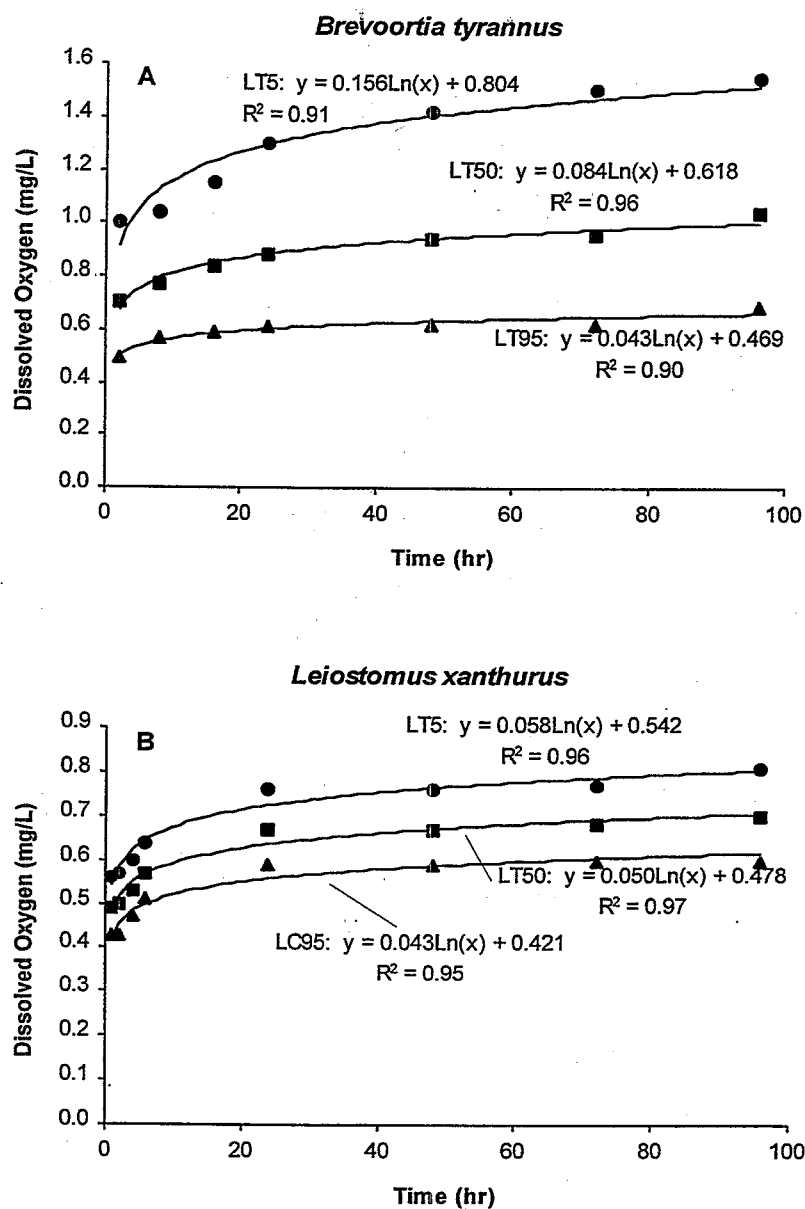 Brevoortia tyrannus
A
LT5: y = 0.156Ln(x) + 0.804
R² = 0.91
LT50: y = 0.084Ln(x) + 0.618
R² = 0.96
LT95: y = 0.043Ln(x) + 0.469
R² = 0.90
Dissolved Oxygen (mg/L)
1.6
1.4
1.2
1.0
0.8
0.6
0.4
0.2
0.0
0 20 40 60 80 100
Time (hr)
Leiostomus xanthurus
B
LT5: y = 0.058Ln(x) + 0.542
R² = 0.96
LT50: y = 0.050Ln(x) + 0.478
R² = 0.97
LC95: y = 0.043Ln(x) + 0.421
R² = 0.95
Dissolved Oxygen (mg/L)
0.9
0.8
0.7
0.6
0.5
0.4
0.3
0.2
0.1
0.0
0 20 40 60 80 100
Time (hr)